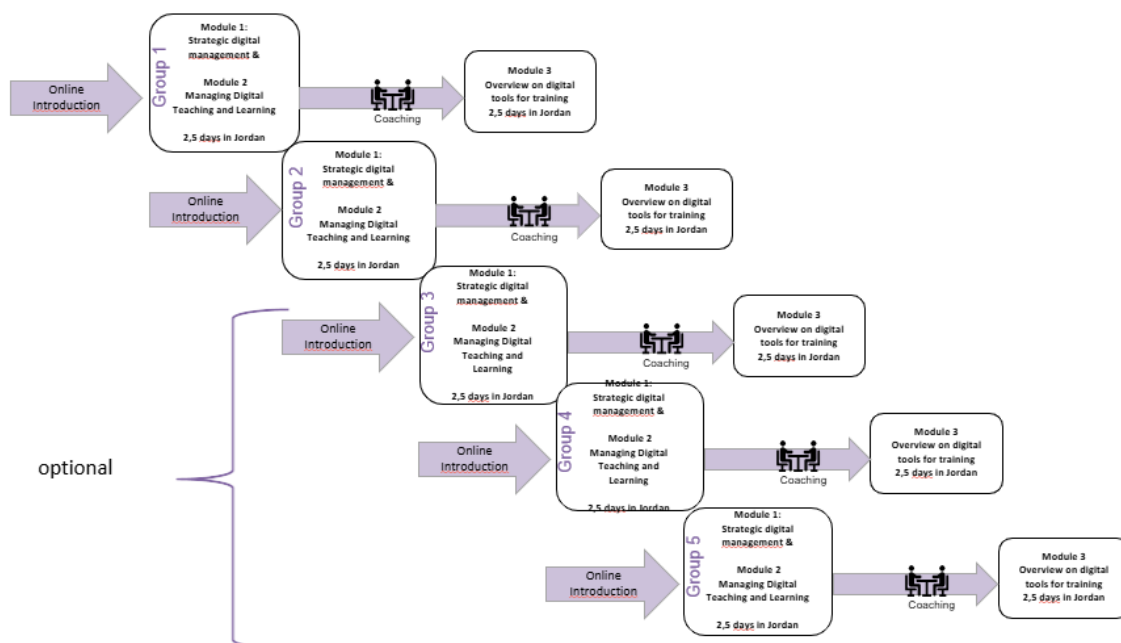 Online
Introduction
Group 1
Module 1:
Strategic digital
management &
Module 2
Managing Digital
Teaching and Learning
2,5 days in Jordan
Coaching
Module 3
Overview on digital
tools for training
2,5 days in Jordan
Online
Introduction
Group 2
Module 1:
Strategic digital
management &
Module 2
Managing Digital
Teaching and Learning
2,5 days in Jordan
Coaching
Module 3
Overview on digital
tools for training
2,5 days in Jordan
optional
Online
Introduction
Group 3
Module 1:
Strategic digital
management &
Module 2
Managing Digital
Teaching and
Learning
2,5 days in Jordan
Coaching
Module 3
Overview on digital
tools for training
2,5 days in Jordan
Online
Introduction
Group 4
Module 1:
Strategic digital
management &
Module 2
Managing Digital
Teaching and
Learning
2,5 days in Jordan
Coaching
Module 3
Overview on digital
tools for training
2,5 days in Jordan
Online
Introduction
Group 5
Module 1:
Strategic digital
management &
Module 2
Managing Digital
Teaching and Learning
2,5 days in Jordan
Coaching
Module 3
Overview on digital
tools for training
2,5 days in Jordan